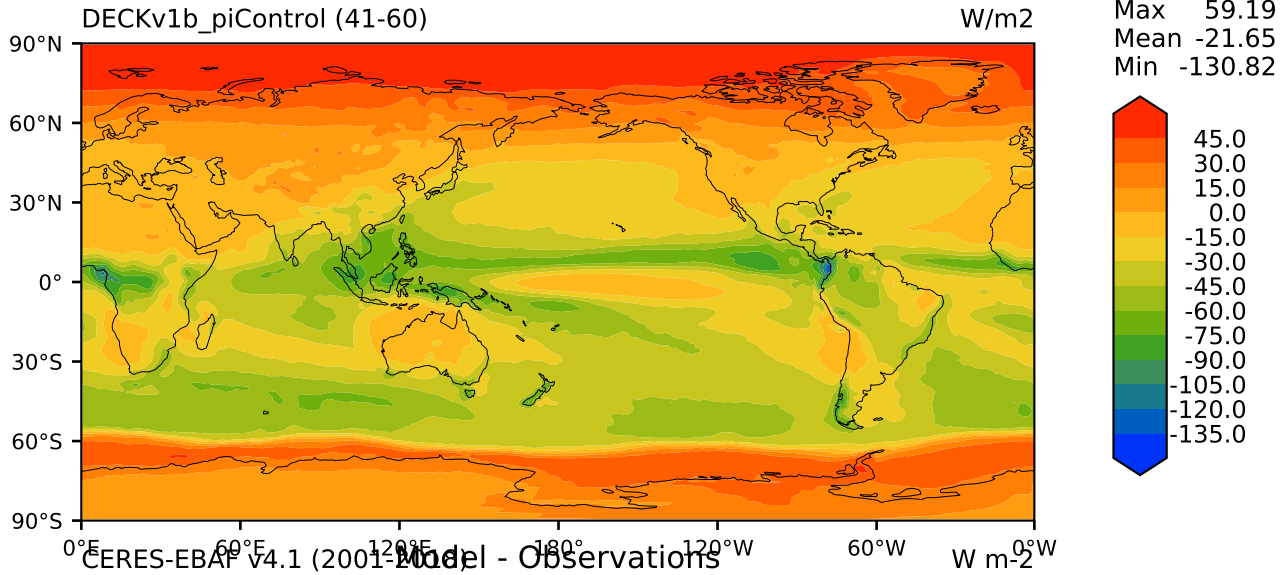 DECKv1b_piControl (41-60) W/m2
Max 59.19
Mean -21.65
Min -130.82
90°N
60°N
30°N
0°
30°S
60°S
90°S
0°E 60°E 120°E 180° 120°W 60°W 0°W
45.0
30.0
15.0
0.0
-15.0
-30.0
-45.0
-60.0
-75.0
-90.0
-105.0
-120.0
-135.0
CERES-EBAF v4.1 (2001-2018) Model - Observations W m-2